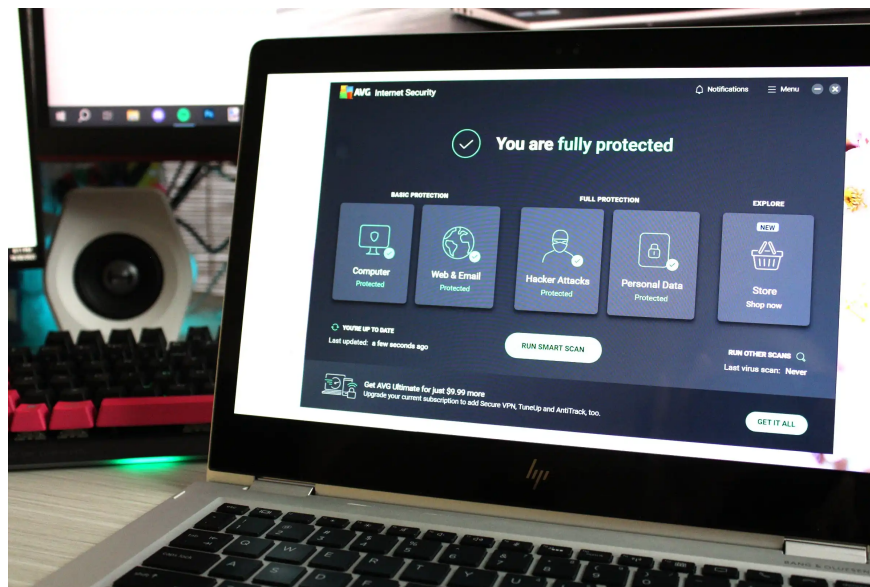 AVG Internet Security
Notifications
Menu
You are fully protected
BASIC PROTECTION
FULL PROTECTION
EXPLORE
Computer
Protected
Web & Email
Protected
Hacker Attacks
Protected
Personal Data
Protected
NEW
Store
Shop now
YOU'RE UP TO DATE
Last updated: a few seconds ago
RUN SMART SCAN
RUN OTHER SCANS
Last virus scan: Never
Get AVG Ultimate for just $9.99 more
Upgrade your current subscription to add Secure VPN, TuneUp and AntiTrack, too.
GET IT ALL
hp
BANG & OLUFSEN
Q W E R T Y U
A S D